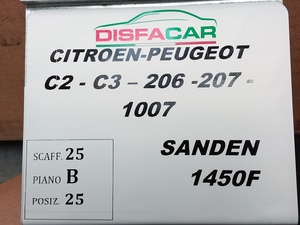 DISFACAR
CITROEN-PEUGEOT
C2 - C3 – 206 -207 -
1007
SCAFF. 25
PIANO B
POSIZ. 25
SANDEN
1450F